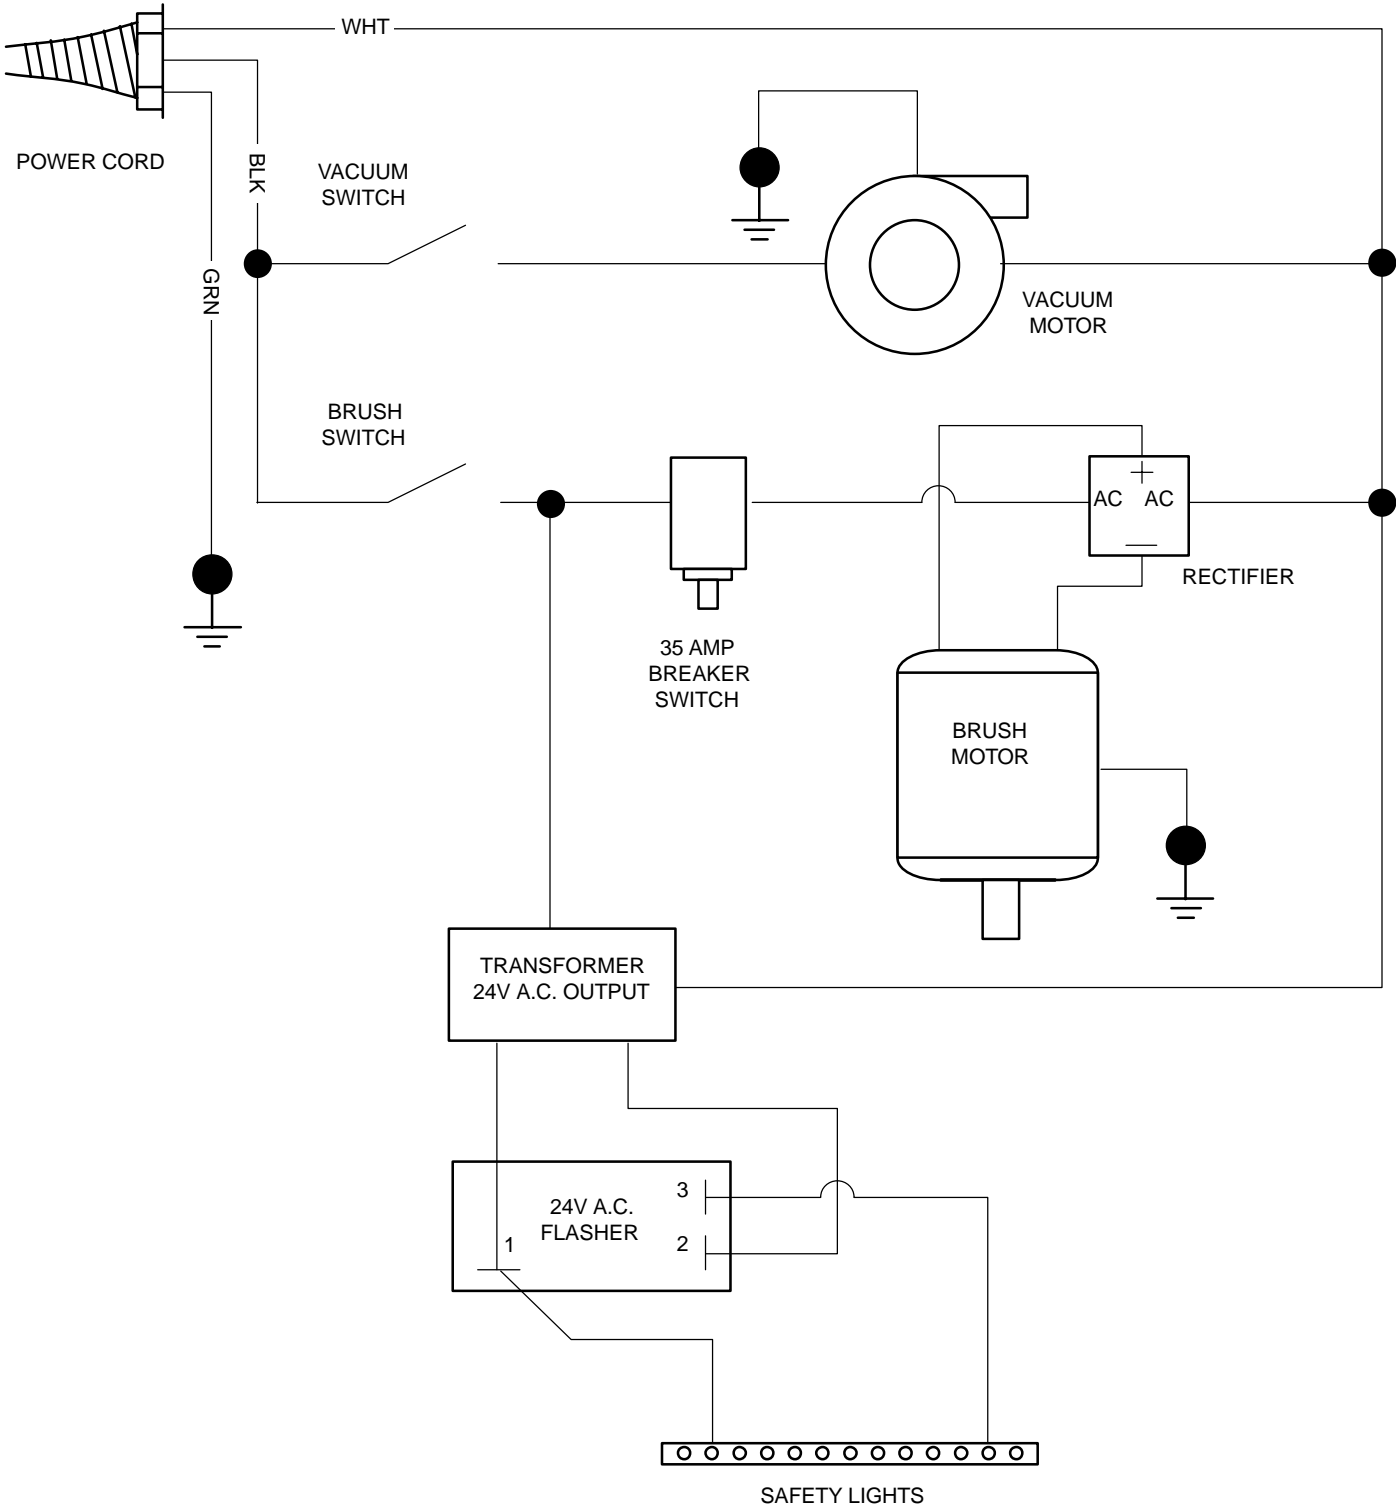 WHT
POWER CORD
BLK
VACUUM
SWITCH
GRN
VACUUM
MOTOR
BRUSH
SWITCH
AC AC
RECTIFIER
35 AMP
BREAKER
SWITCH
BRUSH
MOTOR
TRANSFORMER
24V A.C. OUTPUT
3
24V A.C.
FLASHER
2
1
SAFETY LIGHTS